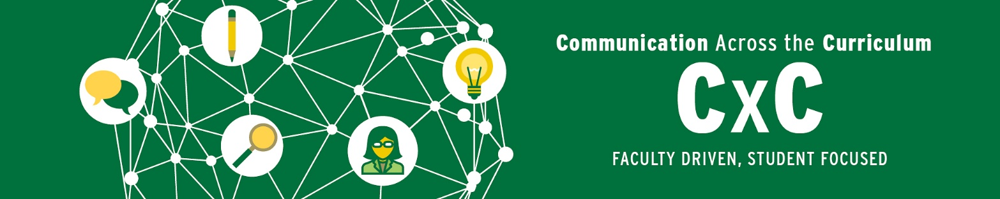 Communication Across the Curriculum
CxC
FACULTY DRIVEN, STUDENT FOCUSED